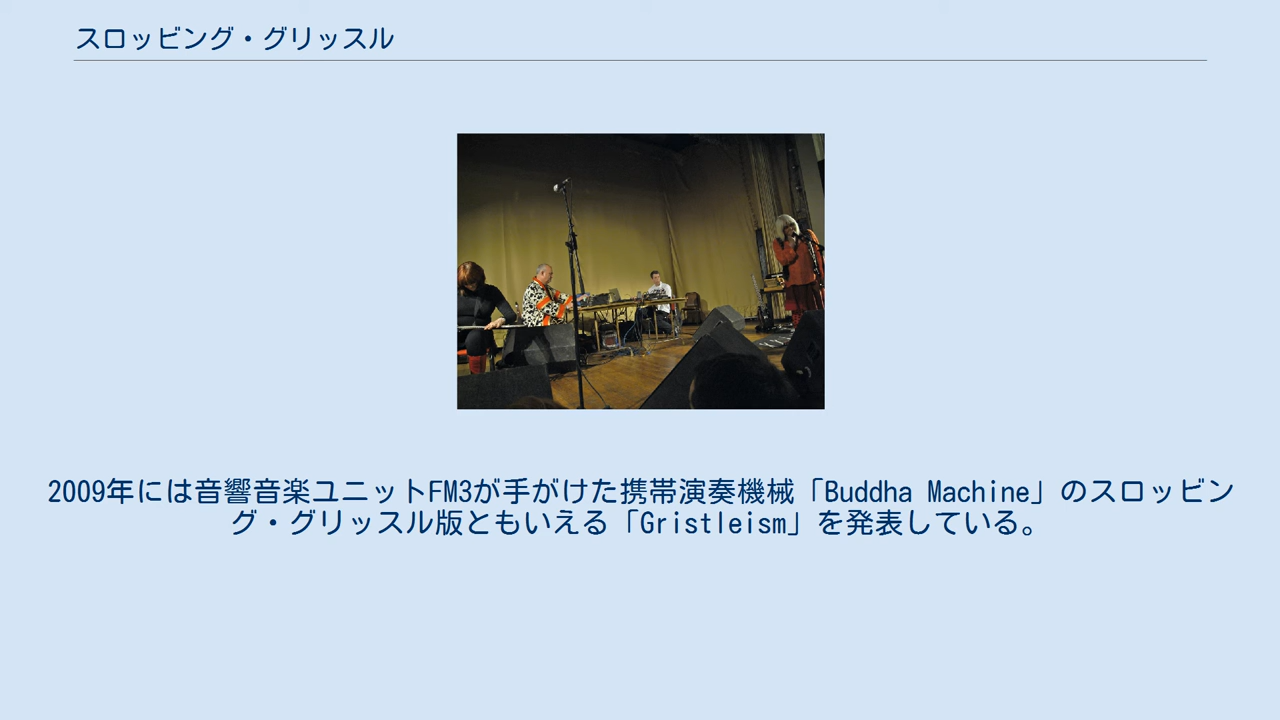 スロッビング・グリッスル
2009年には音響音楽ユニットFM3が手がけた携帯演奏機械「Buddha Machine」のスロッビン
グ・グリッスル版ともいえる「Gristleism」を発表している。